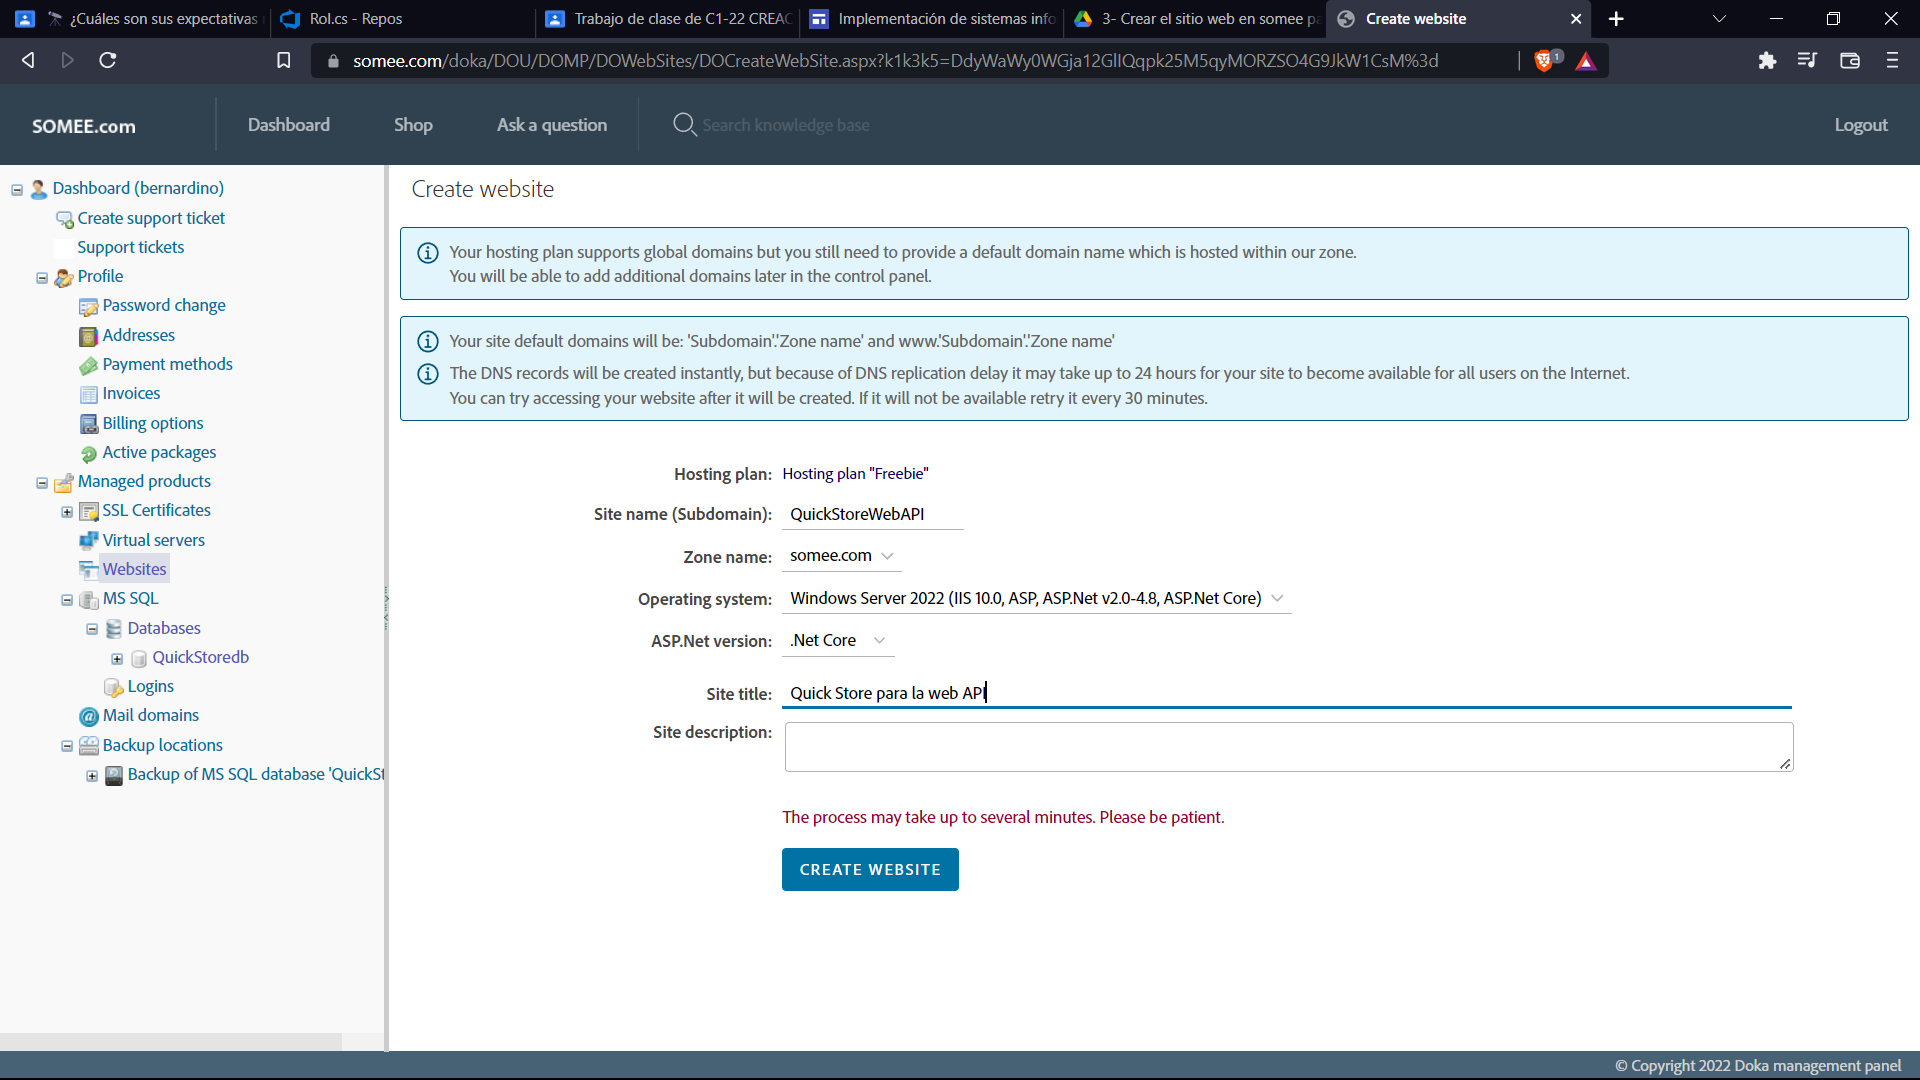 ¿Cuáles son sus expectativas
Rol.cs - Repos
Trabajo de clase de C1-22 CREAC
Implementación de sistemas info
3- Crear el sitio web en somee pa
Create website
somee.com/doka/DOU/DOMP/DOWebSites/DOCreateWebSite.aspx?k1k3k5=DdyWaWy0WGja12GlIQqpk25M5qyMORZSO4G9JkW1CsM%3d
1
SOMEE.com
Dashboard
Shop
Ask a question
Search knowledge base
Logout
Dashboard (bernardino)
Create support ticket
Support tickets
Profile
Password change
Addresses
Payment methods
Invoices
Billing options
Active packages
Managed products
SSL Certificates
Virtual servers
Websites
MS SQL
Databases
QuickStoredb
Logins
Mail domains
Backup locations
Backup of MS SQL database 'QuickSt
Create website
Your hosting plan supports global domains but you still need to provide a default domain name which is hosted within our zone.
You will be able to add additional domains later in the control panel.
Your site default domains will be: 'Subdomain'.'Zone name' and www.'Subdomain'.'Zone name'
The DNS records will be created instantly, but because of DNS replication delay it may take up to 24 hours for your site to become available for all users on the Internet.
You can try accessing your website after it will be created. If it will not be available retry it every 30 minutes.
Hosting plan: Hosting plan "Freebie"
Site name (Subdomain): QuickStoreWebAPI
Zone name: somee.com
Operating system: Windows Server 2022 (IIS 10.0, ASP, ASP.Net v2.0-4.8, ASP.Net Core)
ASP.Net version: .Net Core
Site title: Quick Store para la web API
Site description:
The process may take up to several minutes. Please be patient.
CREATE WEBSITE
© Copyright 2022 Doka management panel